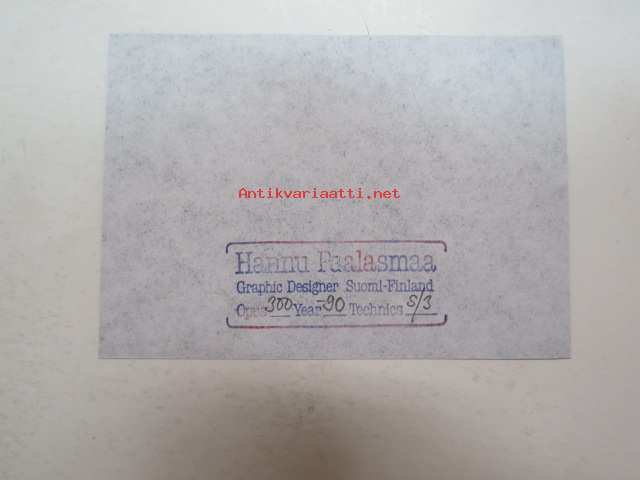 Antikvariaatti.net
Hannu Paalasmaa
Graphic Designer Suomi-Finland
Opus 300 Year -90 Technics S/3